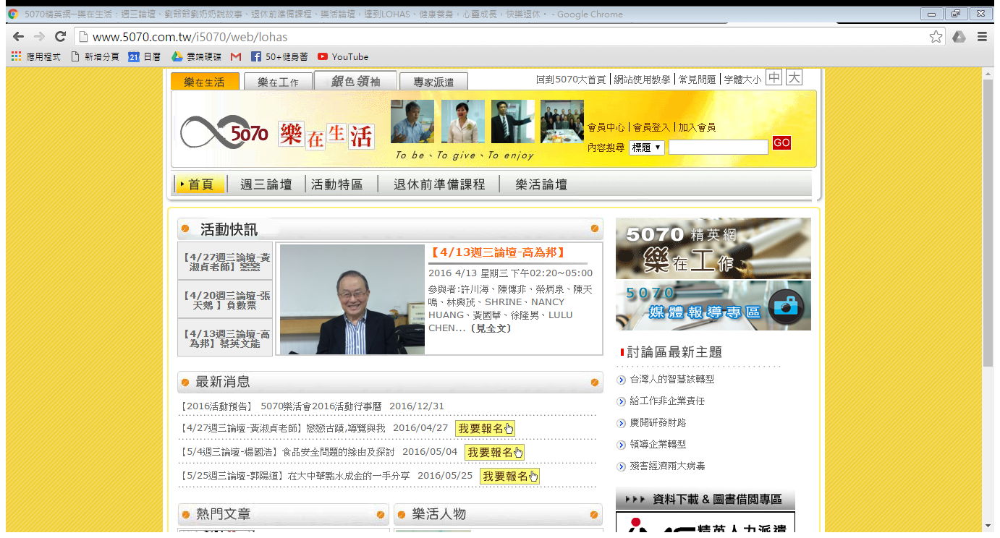 5070精英網─樂在生活：週三論壇、劉爺爺劉奶奶說故事、退休前準備課程、樂活論壇，達到LOHAS、健康養身，心靈成長，快樂退休。 - Google Chrome
www.5070.com.tw/i5070/web/lohas
應用程式 新增分頁 21 日曆 雲端硬碟 50+健身薈 YouTube
樂在生活 樂在工作 銀色領袖 專家派遣 回到5070大首頁 | 網站使用教學 | 常見問題 | 字體大小 中 大
5070 樂在生活
To be、To give、To enjoy
會員中心 | 會員登入 | 加入會員
內容搜尋 標題 GO
首頁 週三論壇 活動特區 退休前準備課程 樂活論壇
活動快訊
【4/27週三論壇-黃
淑貞老師】戀戀
【4/20週三論壇-張
天鷞 】負數票
【4/13週三論壇-高
為邦】蔡英文能
【4/13週三論壇-高為邦】
2016 4/13 星期三 下午02:20~05:00
參與者:許川海、陳傳非、榮炳泉、陳天
鳴、林興茂、SHRINE、NANCY
HUANG、黃國華、徐隆男、LULU
CHEN... 〔見全文〕
最新消息
【2016活動預告】 5070樂活會2016活動行事曆 2016/12/31
【4/27週三論壇-黃淑貞老師】戀戀古蹟,導覽與我 2016/04/27 我要報名
【5/4週三論壇-楊國浩】食品安全問題的緣由及探討 2016/05/04 我要報名
【5/25週三論壇-郭陽道】在大中華點水成金的一手分享 2016/05/25 我要報名
熱門文章 樂活人物
5070 精英網
樂在工作
5070
媒體報導專區
討論區最新主題
台灣人的智慧該轉型
給工作非企業責任
廣開研發財路
領導企業轉型
殘害經濟兩大病毒
資料下載 & 圖書借閱專區
精英人力派遣